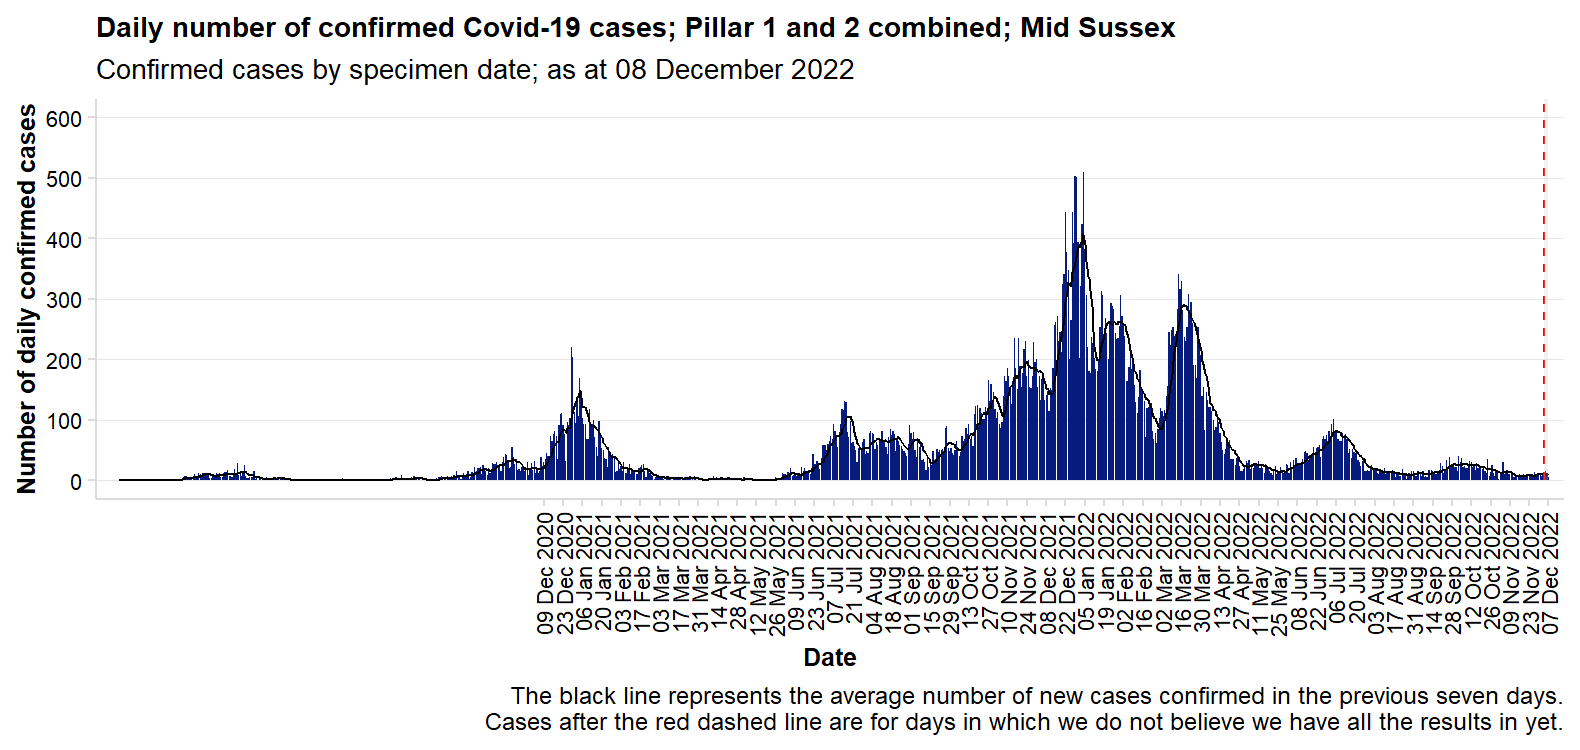 Daily number of confirmed Covid-19 cases; Pillar 1 and 2 combined; Mid Sussex
Confirmed cases by specimen date; as at 08 December 2022
Number of daily confirmed cases
600
500
400
300
200
100
0
09 Dec 2020
23 Dec 2020
06 Jan 2021
20 Jan 2021
03 Feb 2021
17 Feb 2021
03 Mar 2021
17 Mar 2021
31 Mar 2021
14 Apr 2021
28 Apr 2021
12 May 2021
26 May 2021
09 Jun 2021
23 Jun 2021
07 Jul 2021
21 Jul 2021
04 Aug 2021
18 Aug 2021
01 Sep 2021
15 Sep 2021
29 Sep 2021
13 Oct 2021
27 Oct 2021
10 Nov 2021
24 Nov 2021
08 Dec 2021
22 Dec 2021
05 Jan 2022
19 Jan 2022
02 Feb 2022
16 Feb 2022
02 Mar 2022
16 Mar 2022
30 Mar 2022
13 Apr 2022
27 Apr 2022
11 May 2022
25 May 2022
08 Jun 2022
22 Jun 2022
06 Jul 2022
20 Jul 2022
03 Aug 2022
17 Aug 2022
31 Aug 2022
14 Sep 2022
28 Sep 2022
12 Oct 2022
26 Oct 2022
09 Nov 2022
23 Nov 2022
07 Dec 2022
Date
The black line represents the average number of new cases confirmed in the previous seven days.
Cases after the red dashed line are for days in which we do not believe we have all the results in yet.